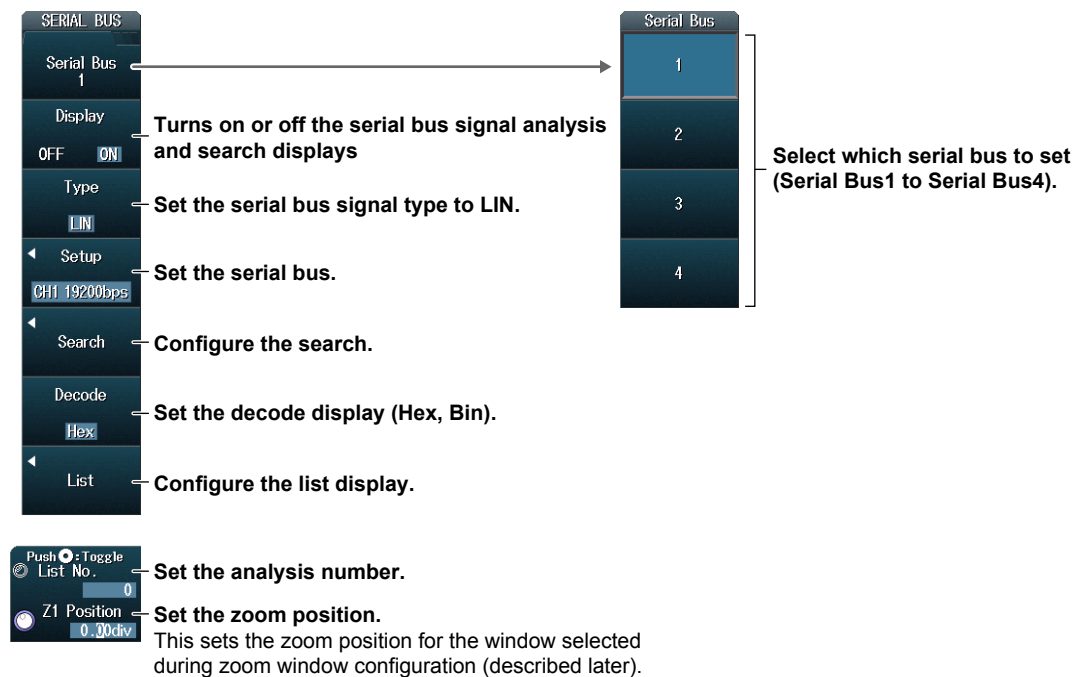 SERIAL BUS
Serial Bus
1
Display
OFF ON
Turns on or off the serial bus signal analysis
and search displays
Type
LIN
Set the serial bus signal type to LIN.
Setup
CH1 19200bps
Set the serial bus.
Search
Configure the search.
Decode
Hex
Set the decode display (Hex, Bin).
List
Configure the list display.
Serial Bus
1
2
3
4
Select which serial bus to set
(Serial Bus1 to Serial Bus4).
Push :Toggle
List No.
0
Set the analysis number.
Z1 Position
0.00div
Set the zoom position.
This sets the zoom position for the window selected
during zoom window configuration (described later).